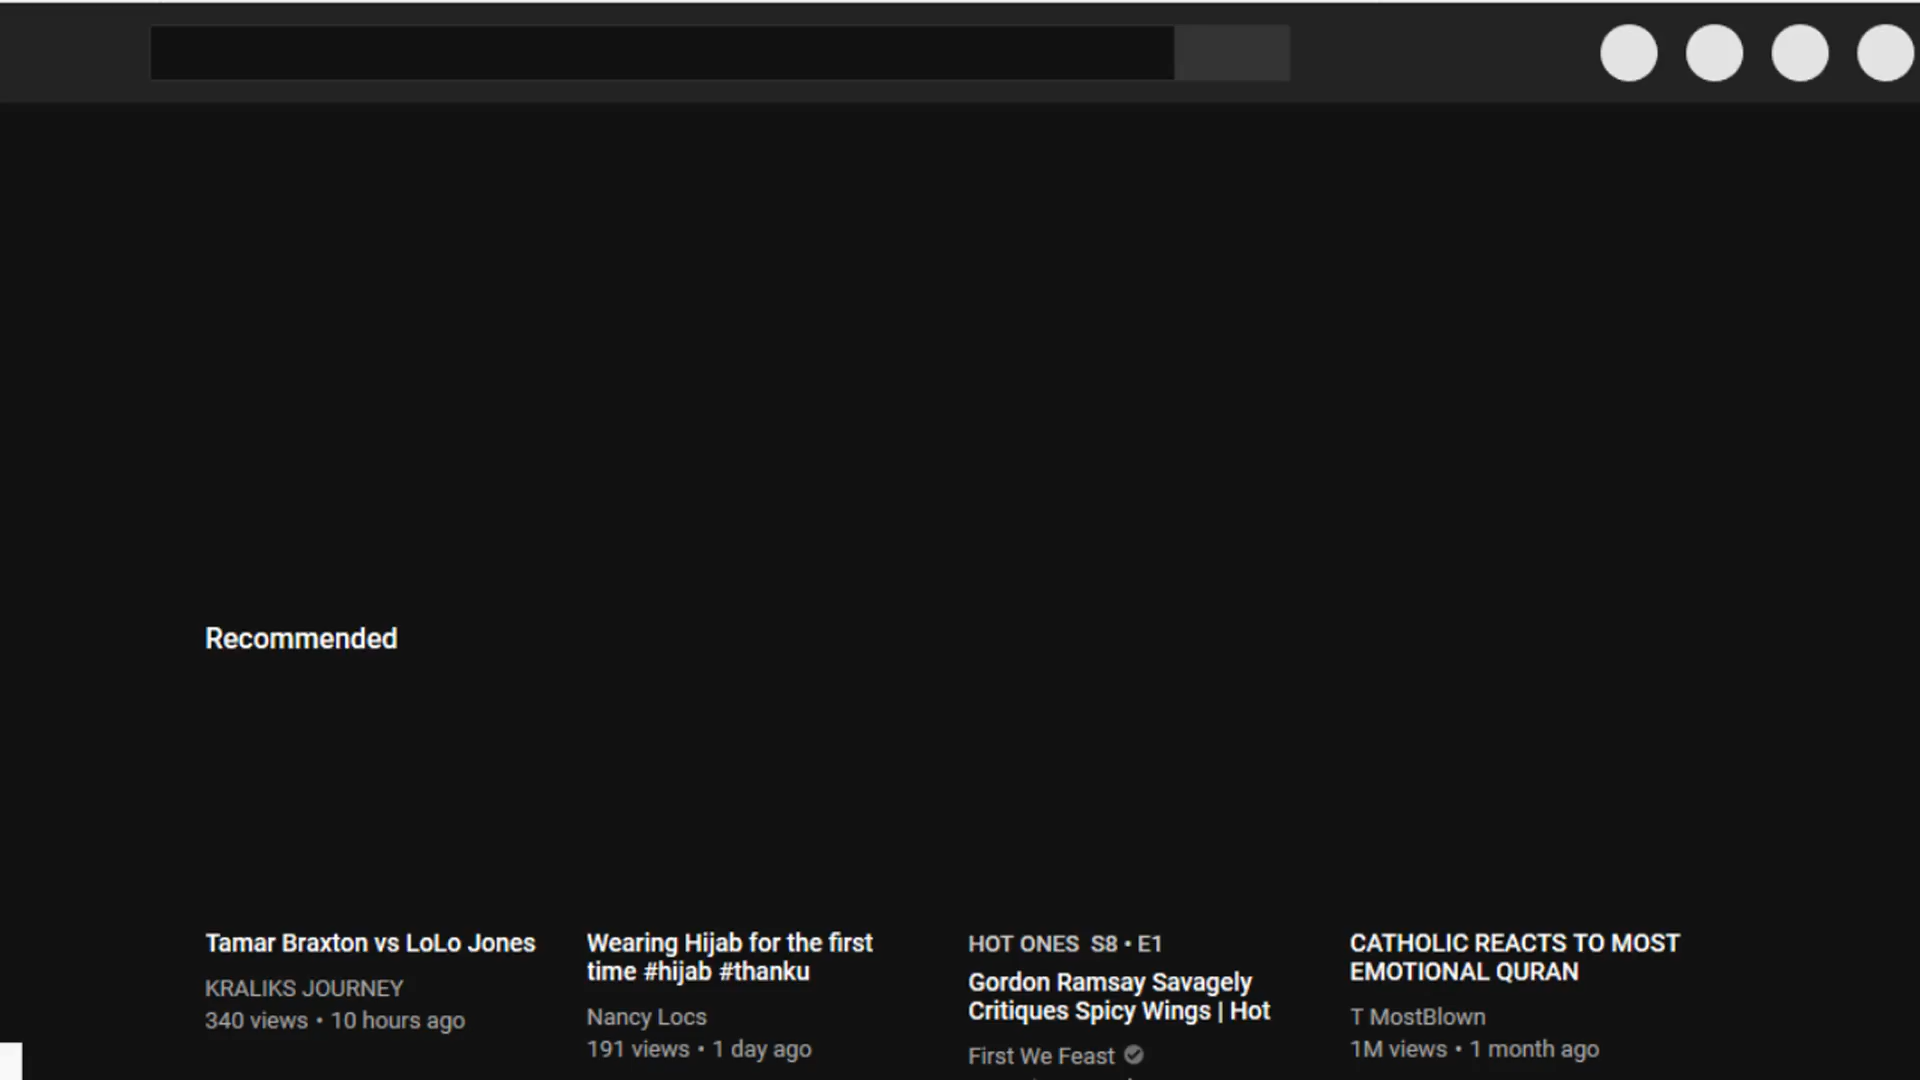 Recommended
Tamar Braxton vs LoLo Jones
KRALIKS JOURNEY
340 views • 10 hours ago
Wearing Hijab for the first
time #hijab #thanku
Nancy Locs
191 views • 1 day ago
HOT ONES S8 • E1
Gordon Ramsay Savagely
Critiques Spicy Wings | Hot
First We Feast
CATHOLIC REACTS TO MOST
EMOTIONAL QURAN
T MostBlown
1M views • 1 month ago